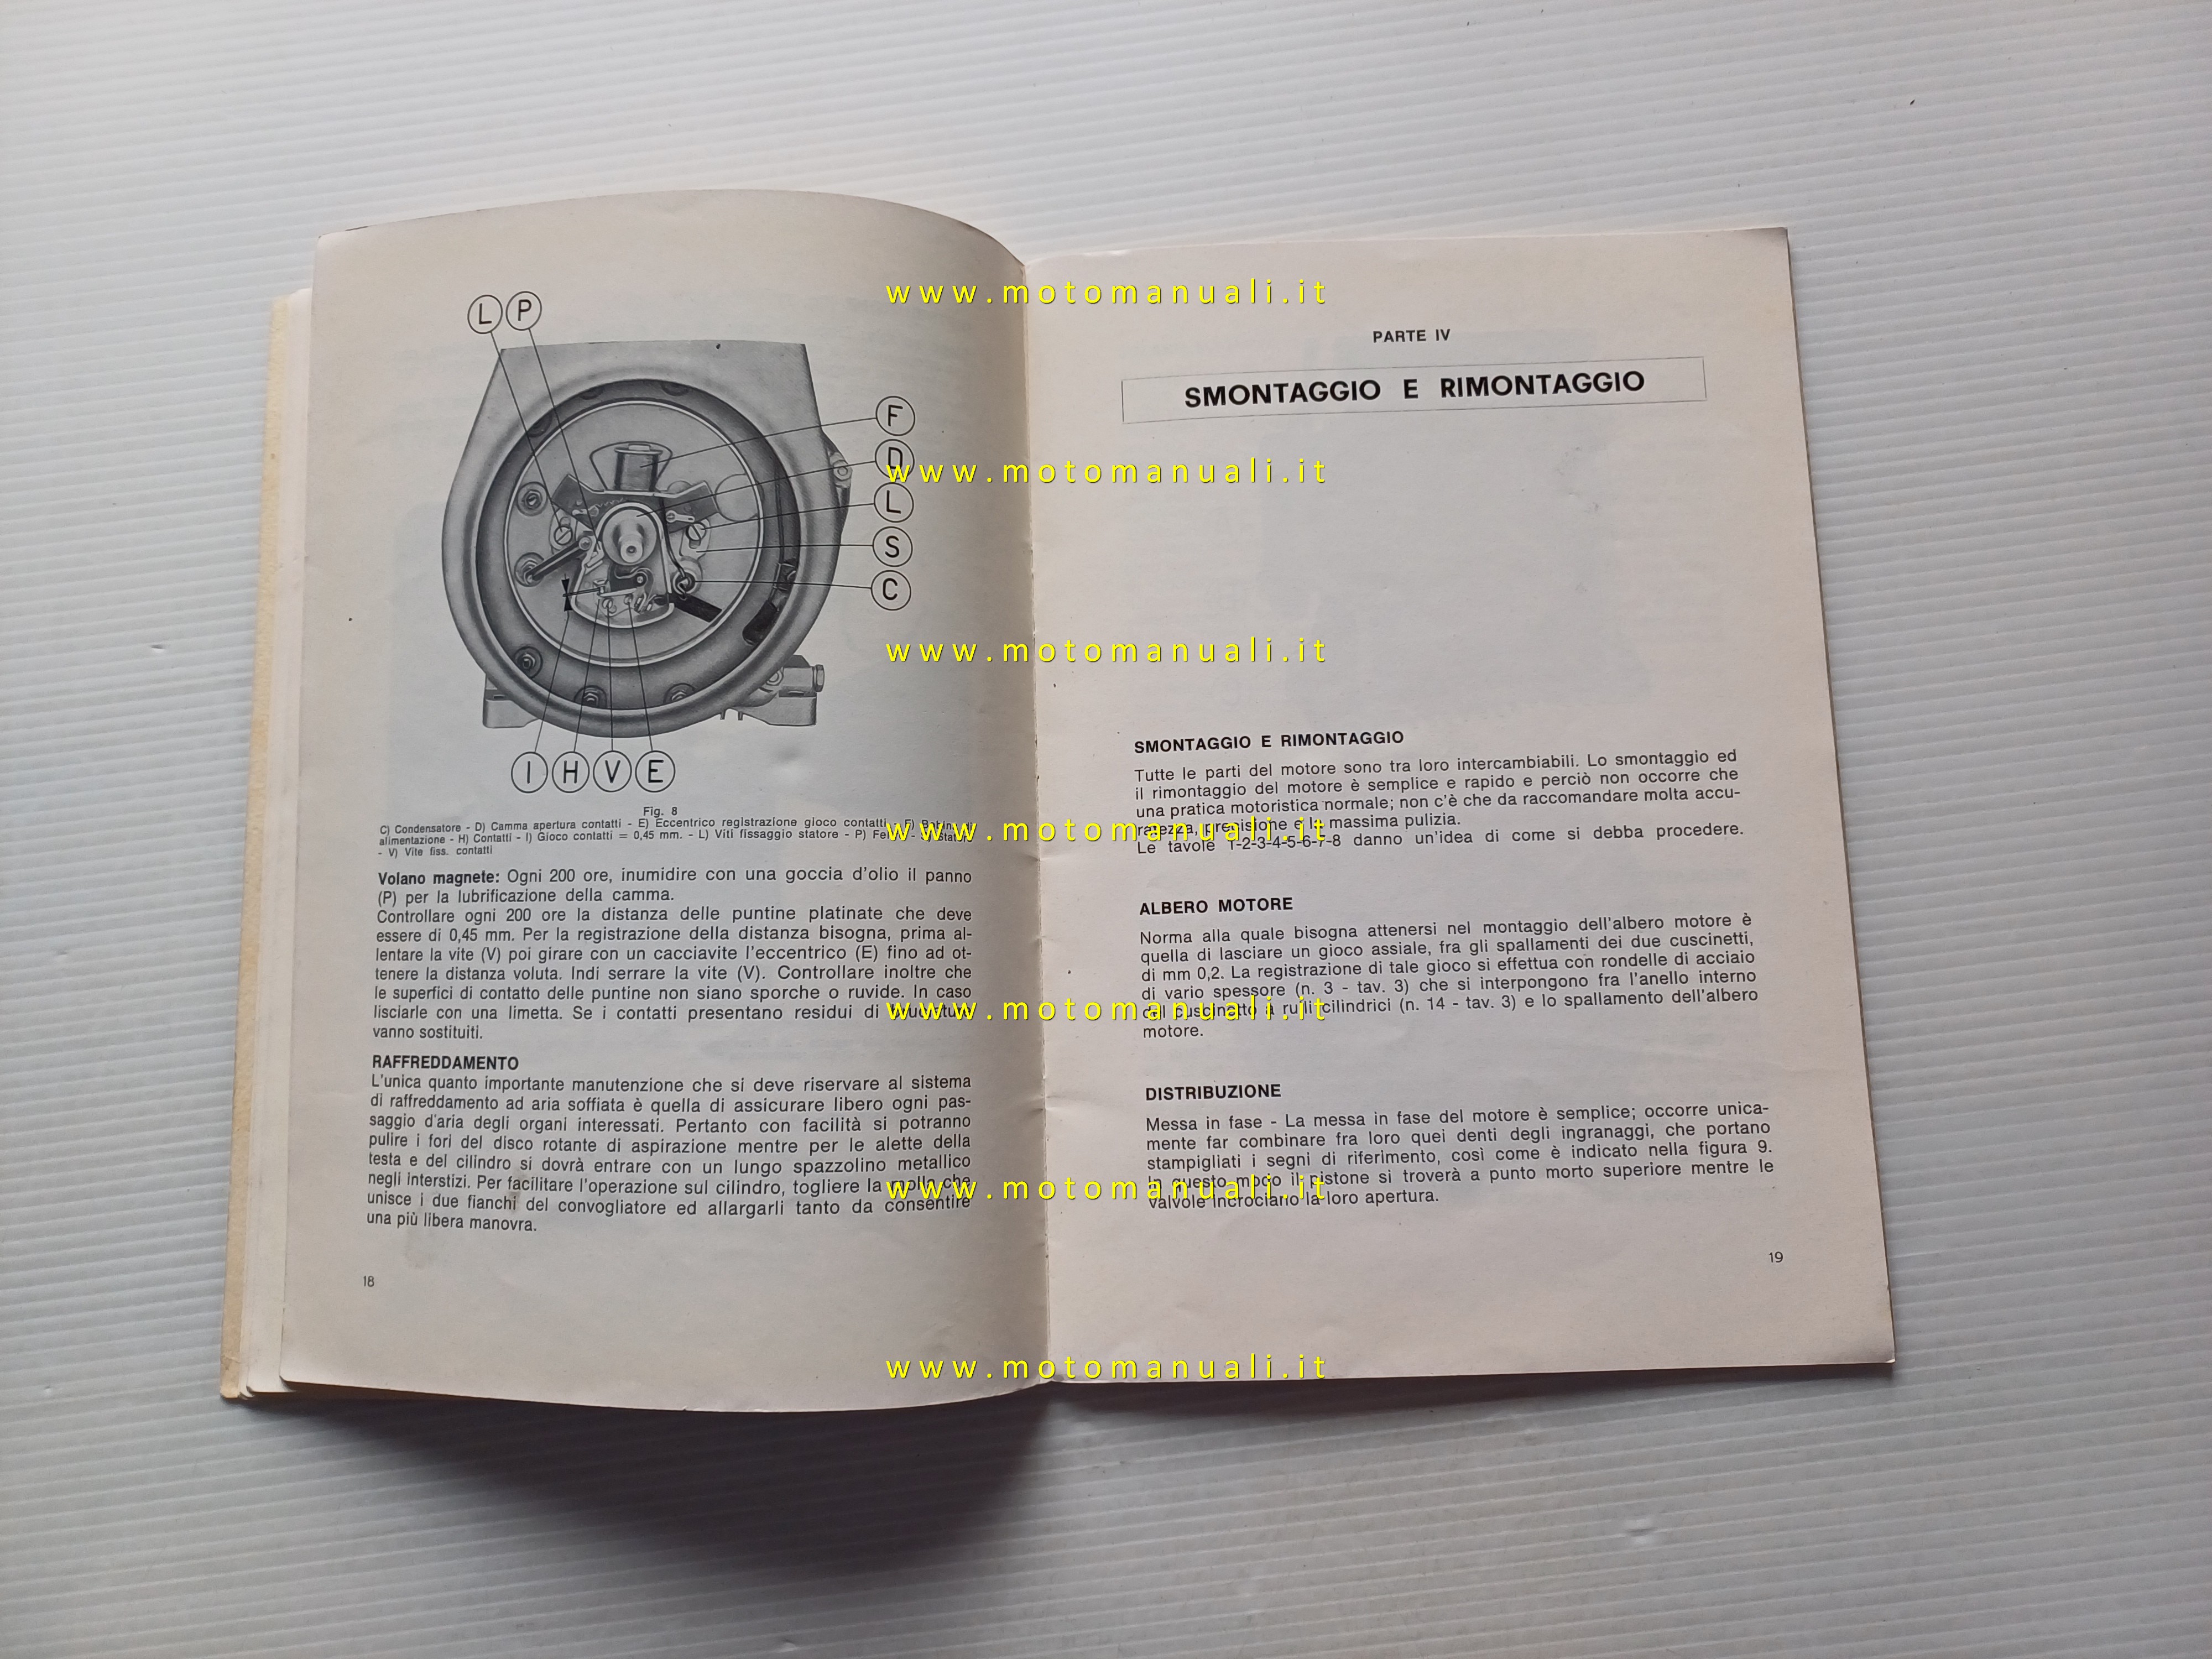 L P
F
D
L
S
C
I H V E
Fig. 8
C) Condensatore - D) Camma apertura contatti - E) Eccentrico registrazione gioco contatti - F)
alimentazione - H) Contatti - I) Gioco contatti = 0,45 mm. - L) Viti fissaggio statore - P)
- V) Vite fiss. contatti
Volano magnete: Ogni 200 ore, inumidire con una goccia d'olio il panno
(P) per la lubrificazione della camma.
Controllare ogni 200 ore la distanza delle puntine platinate che deve
essere di 0,45 mm. Per la registrazione della distanza bisogna, prima al-
lentare la vite (V) poi girare con un cacciavite l'eccentrico (E) fino ad ot-
tenere la distanza voluta. Indi serrare la vite (V). Controllare inoltre che
le superfici di contatto delle puntine non siano sporche o ruvide. In caso
lisciarle con una limetta. Se i contatti presentano residui di
vanno sostituiti.
RAFFREDDAMENTO
L'unica quanto importante manutenzione che si deve riservare al sistema
di raffreddamento ad aria soffiata è quella di assicurare libero ogni pas-
saggio d'aria degli organi interessati. Pertanto con facilità si potranno
pulire i fori del disco rotante di aspirazione mentre per le alette della
testa e del cilindro si dovrà entrare con un lungo spazzolino metallico
negli interstizi. Per facilitare l'operazione sul cilindro, togliere la molla che
unisce i due fianchi del convogliatore ed allargarli tanto da consentire
una più libera manovra.
18
PARTE IV
SMONTAGGIO E RIMONTAGGIO
SMONTAGGIO E RIMONTAGGIO
Tutte le parti del motore sono tra loro intercambiabili. Lo smontaggio ed
il rimontaggio del motore è semplice e rapido e perciò non occorre che
una pratica motoristica normale; non c'è che da raccomandare molta accu-
ratezza, precisione e la massima pulizia.
Le tavole 1-2-3-4-5-6-7-8 danno un'idea di come si debba procedere.
ALBERO MOTORE
Norma alla quale bisogna attenersi nel montaggio dell'albero motore è
quella di lasciare un gioco assiale, fra gli spallamenti dei due cuscinetti,
di mm 0,2. La registrazione di tale gioco si effettua con rondelle di acciaio
di vario spessore (n. 3 - tav. 3) che si interpongono fra l'anello interno
del cuscinetto a rulli cilindrici (n. 14 - tav. 3) e lo spallamento dell'albero
motore.
DISTRIBUZIONE
Messa in fase - La messa in fase del motore è semplice; occorre unica-
mente far combinare fra loro quei denti degli ingranaggi, che portano
stampigliati i segni di riferimento, così come è indicato nella figura 9.
In questo modo il pistone si troverà a punto morto superiore mentre le
valvole incrociano la loro apertura.
19
www.motomanuali.it
www.motomanuali.it
www.motomanuali.it
www.motomanuali.it
www.motomanuali.it
www.motomanuali.it
www.motomanuali.it